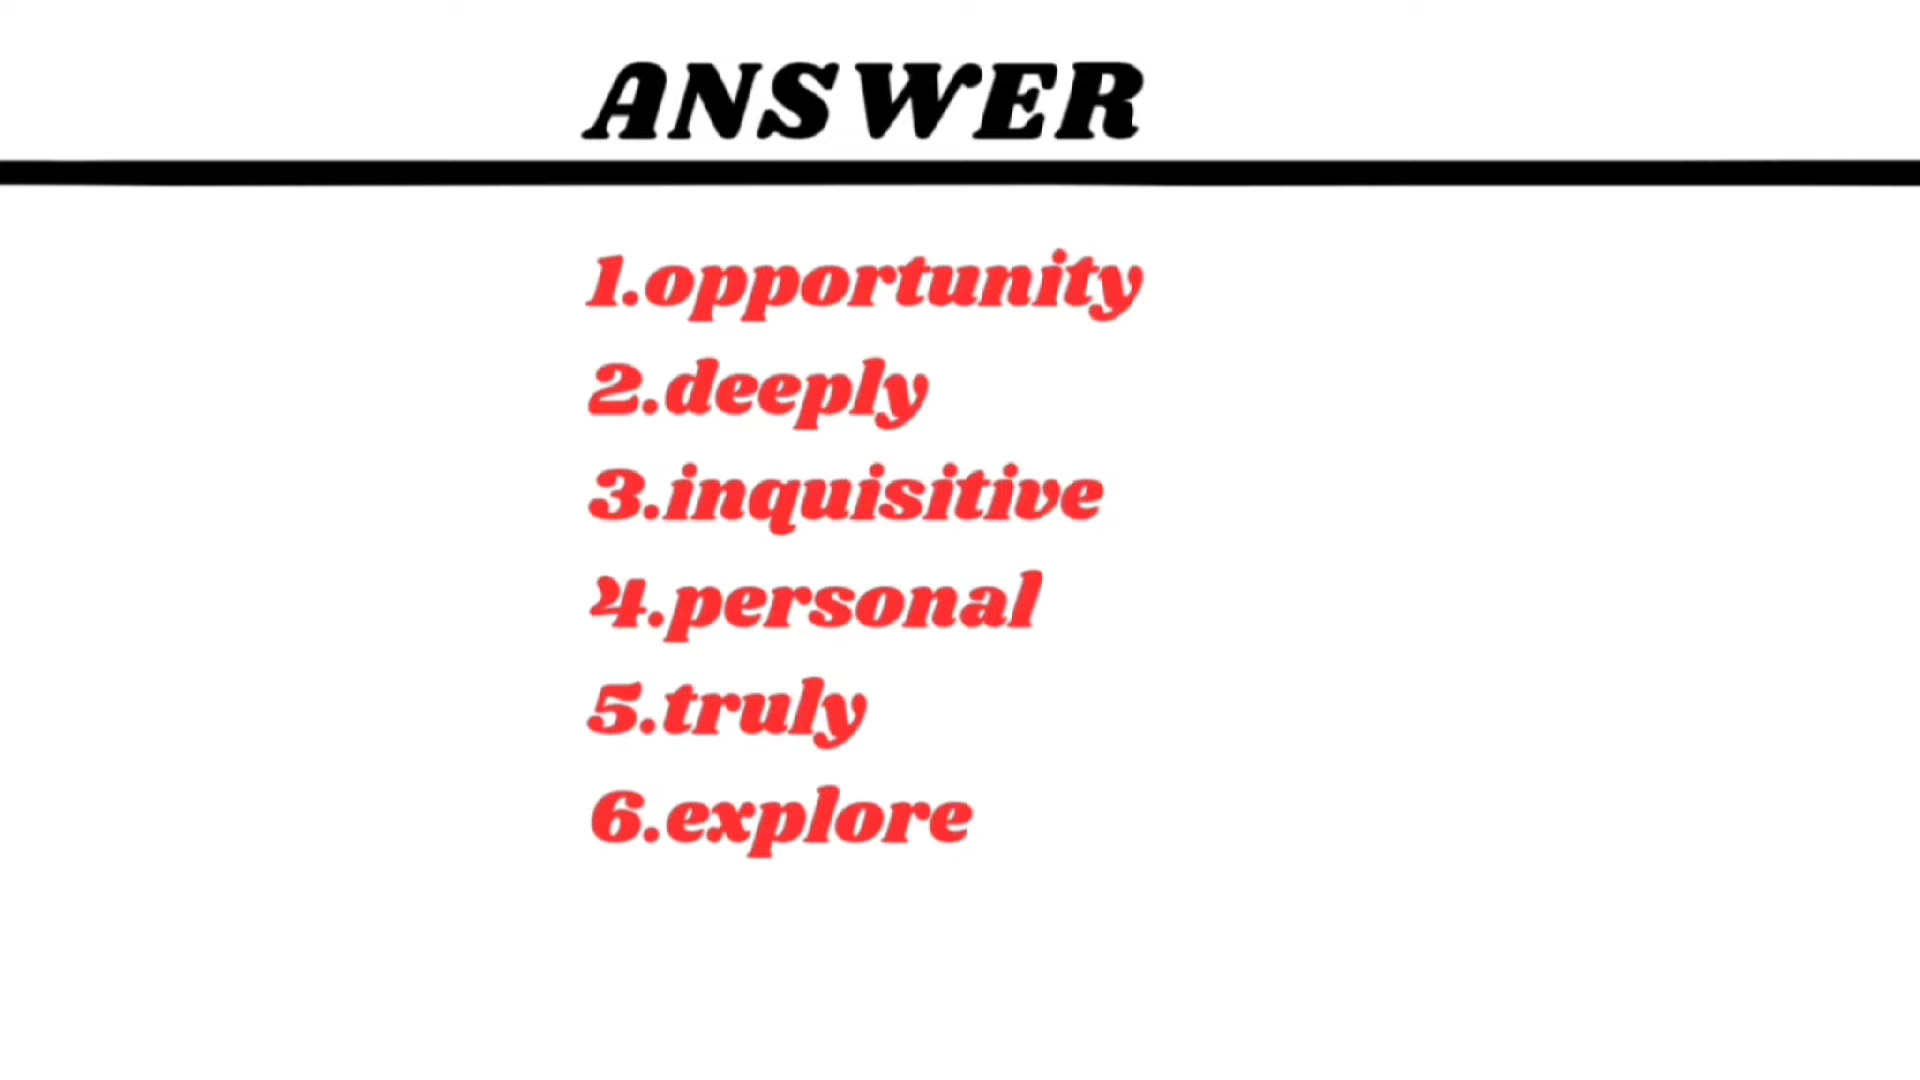 ANSWER
1.opportunity
2.deeply
3.inquisitive
4.personal
5.truly
6.explore